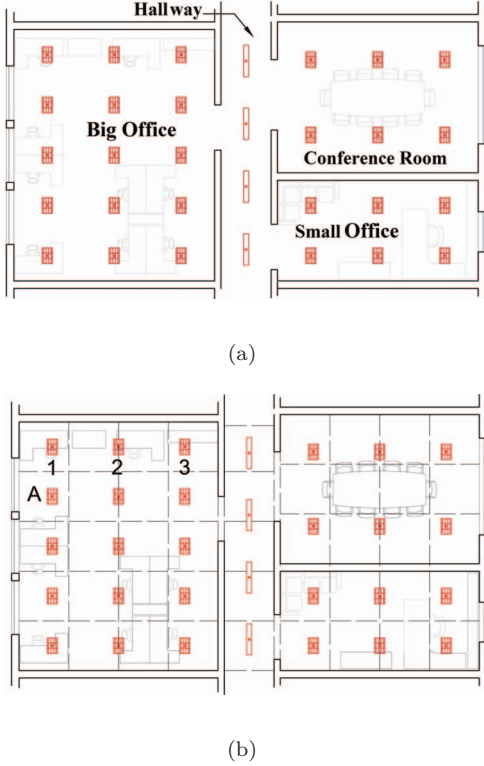 Hallway
Big Office
Conference Room
Small Office
(a)
1 2 3
A
(b)